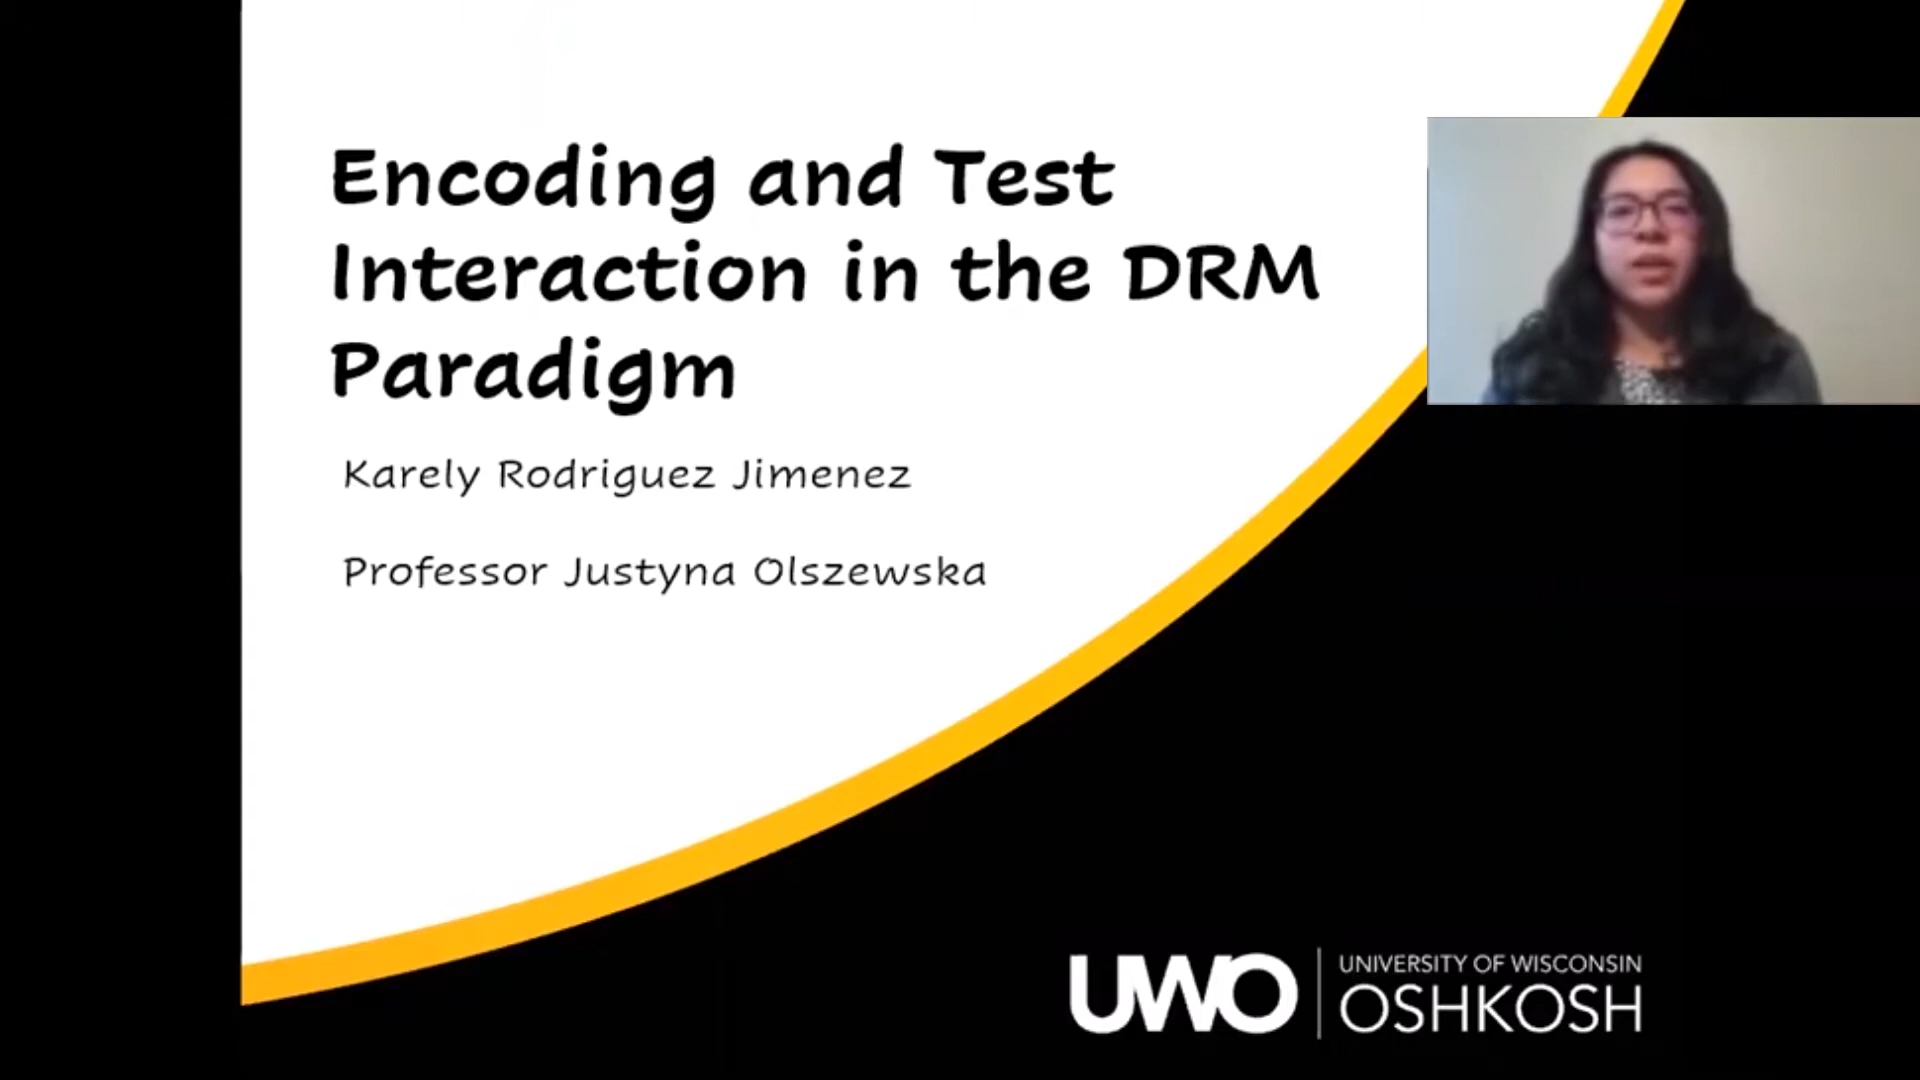 Encoding and Test
Interaction in the DRM
Paradigm
Karely Rodriguez Jimenez
Professor Justyna Olszewska
UWO
UNIVERSITY OF WISCONSIN
OSHKOSH